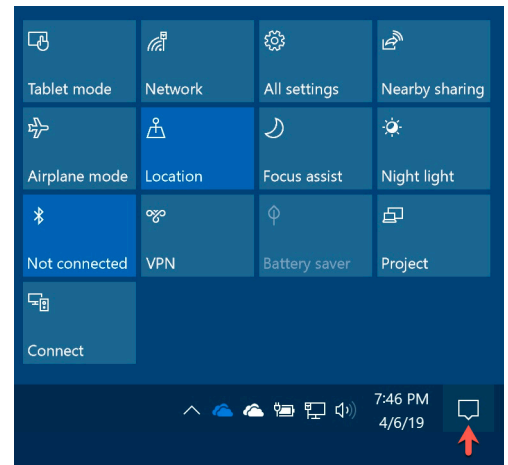 Tablet mode
Network
All settings
Nearby sharing
Airplane mode
Location
Focus assist
Night light
Not connected
VPN
Battery saver
Project
Connect
7:46 PM
4/6/19